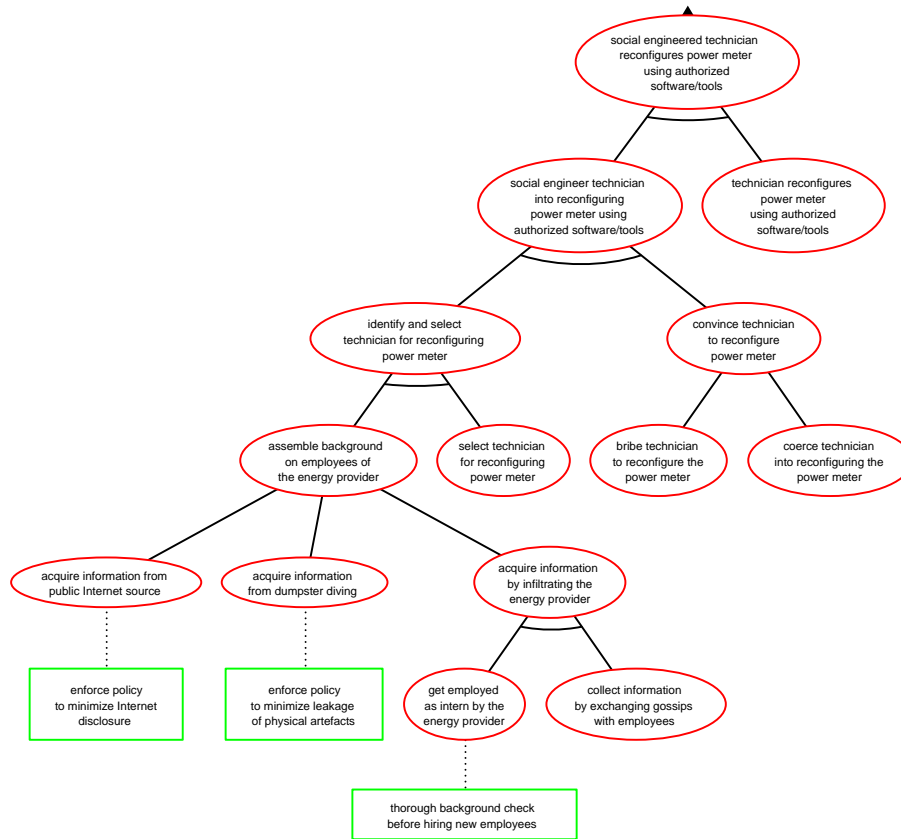 social engineered technician
reconfigures power meter
using authorized
software/tools
social engineer technician
into reconfiguring
power meter using
authorized software/tools
technician reconfigures
power meter
using authorized
software/tools
identify and select
technician for reconfiguring
power meter
convince technician
to reconfigure
power meter
assemble background
on employees of
the energy provider
select technician
for reconfiguring
power meter
bribe technician
to reconfigure the
power meter
coerce technician
into reconfiguring the
power meter
acquire information from
public Internet source
acquire information
from dumpster diving
acquire information
by infiltrating the
energy provider
enforce policy
to minimize Internet
disclosure
enforce policy
to minimize leakage
of physical artefacts
get employed
as intern by the
energy provider
collect information
by exchanging gossips
with employees
thorough background check
before hiring new employees